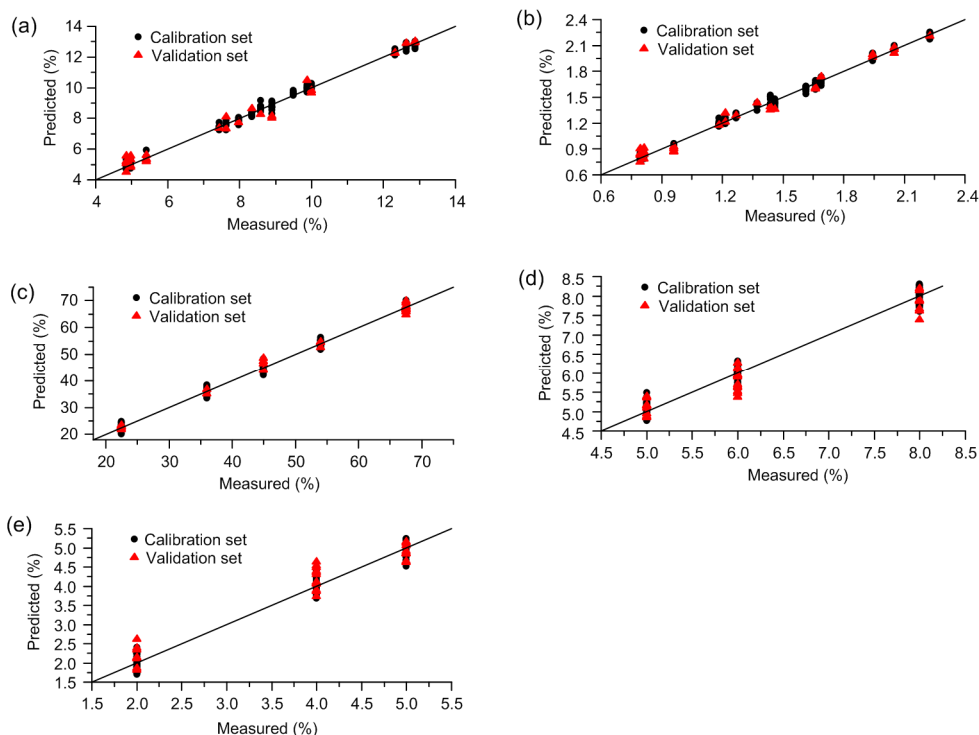 (a)
Calibration set
Validation set
Predicted (%)
14
12
10
8
6
4
4 6 8 10 12 14
Measured (%)
(b)
Calibration set
Validation set
Predicted (%)
2.4
2.1
1.8
1.5
1.2
0.9
0.6
0.6 0.9 1.2 1.5 1.8 2.1 2.4
Measured (%)
(c)
Calibration set
Validation set
Predicted (%)
70
60
50
40
30
20
20 30 40 50 60 70
Measured (%)
(d)
Calibration set
Validation set
Predicted (%)
8.5
8.0
7.5
7.0
6.5
6.0
5.5
5.0
4.5
4.5 5.0 5.5 6.0 6.5 7.0 7.5 8.0 8.5
Measured (%)
(e)
Calibration set
Validation set
Predicted (%)
5.5
5.0
4.5
4.0
3.5
3.0
2.5
2.0
1.5
1.5 2.0 2.5 3.0 3.5 4.0 4.5 5.0 5.5
Measured (%)